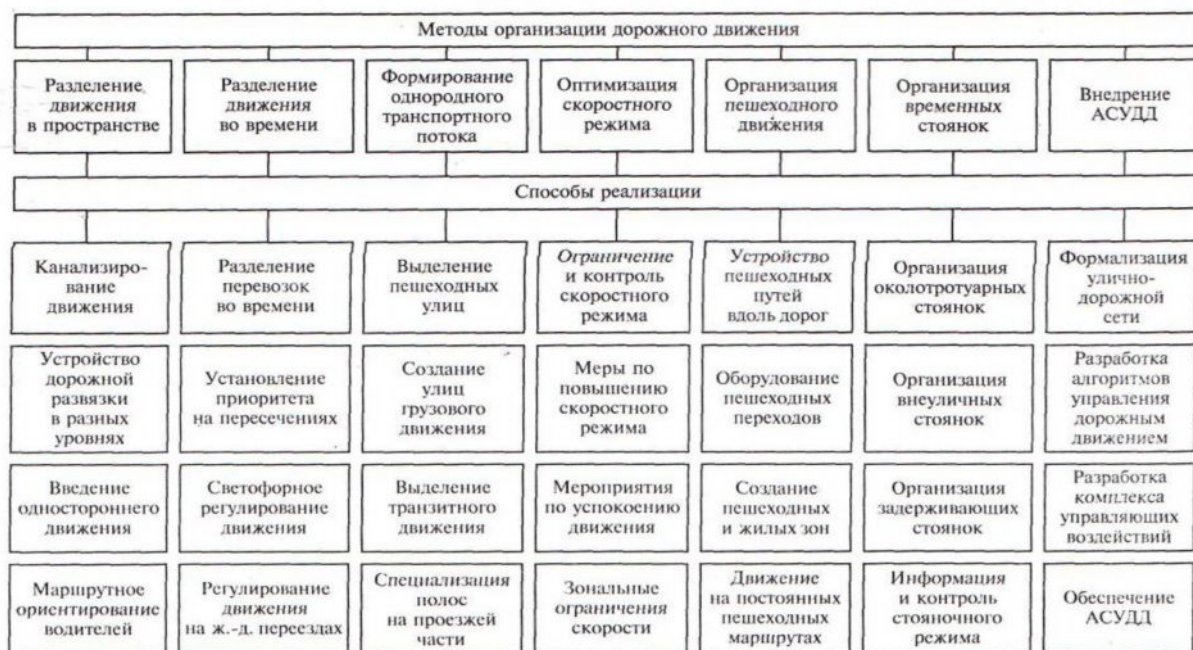 Методы организации дорожного движения
Разделение
движения
в пространстве
Разделение
движения
во времени
Формирование
однородного
транспортного
потока
Оптимизация
скоростного
режима
Организация
пешеходного
движения
Организация
временных
стоянок
Внедрение
АСУДД
Способы реализации
Канализиро-
вание
движения
Разделение
перевозок
во времени
Выделение
пешеходных
улиц
Ограничение
и контроль
скоростного
режима
Устройство
пешеходных
путей
вдоль дорог
Организация
околотротуарных
стоянок
Формализация
улично-
дорожной
сети
Устройство
дорожной
развязки
в разных
уровнях
Установление
приоритета
на пересечениях
Создание
улиц
грузового
движения
Меры по
повышению
скоростного
режима
Оборудование
пешеходных
переходов
Организация
внеуличных
стоянок
Разработка
алгоритмов
управления
дорожным
движением
Введение
одностороннего
движения
Светофорное
регулирование
движения
Выделение
транзитного
движения
Мероприятия
по успокоению
движения
Создание
пешеходных
и жилых зон
Организация
задерживающих
стоянок
Разработка
комплекса
управляющих
воздействий
Маршрутное
ориентирование
водителей
Регулирование
движения
на ж.-д. переездах
Специализация
полос
на проезжей
части
Зональные
ограничения
скорости
Движение
на постоянных
пешеходных
маршрутах
Информация
и контроль
стояночного
режима
Обеспечение
АСУДД